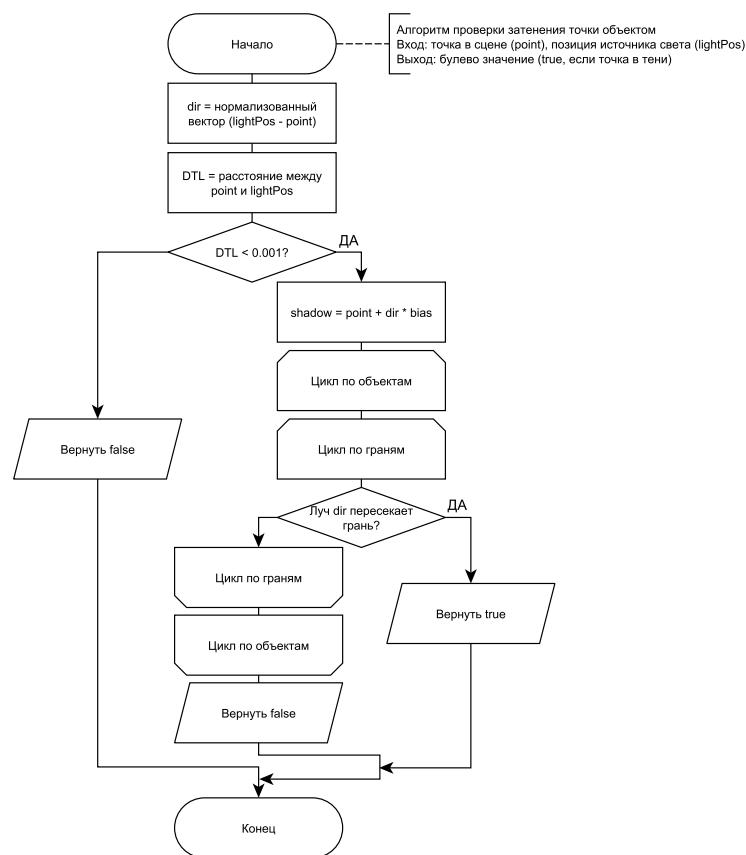 Начало
Алгоритм проверки затенения точки объектом
Вход: точка в сцене (point), позиция источника света (lightPos)
Выход: булево значение (true, если точка в тени)
dir = нормализованный
вектор (lightPos - point)
DTL = расстояние между
point и lightPos
DTL < 0.001?
ДА
shadow = point + dir * bias
Цикл по объектам
Вернуть false
Цикл по граням
Луч dir пересекает
грань?
ДА
Цикл по граням
Вернуть true
Цикл по объектам
Вернуть false
Конец